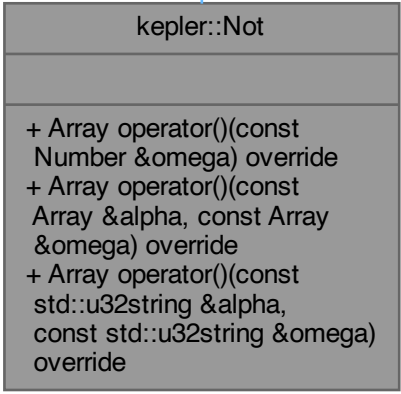 kepler::Not
+ Array operator()(const
Number &omega) override
+ Array operator()(const
Array &alpha, const Array
&omega) override
+ Array operator()(const
std::u32string &alpha,
const std::u32string &omega)
override